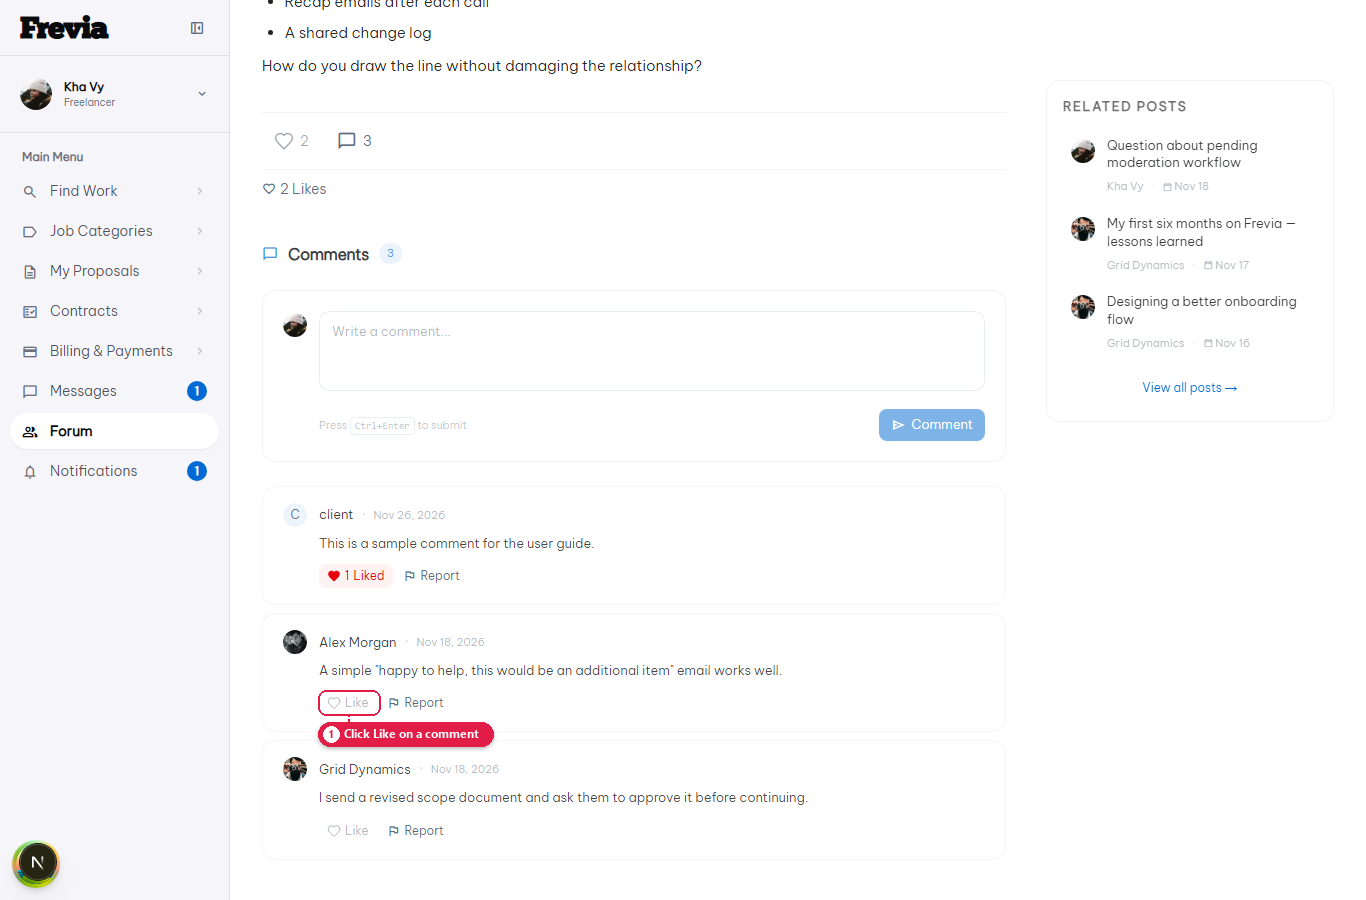 Frevia
Kha Vy
Freelancer
Main Menu
Find Work
Job Categories
My Proposals
Contracts
Billing & Payments
Messages
1
Forum
Notifications
1
N
Recap emails after each call
A shared change log
How do you draw the line without damaging the relationship?
2
3
2 Likes
Comments
3
Write a comment...
Press Ctrl+Enter to submit
Comment
C
client · Nov 26, 2026
This is a sample comment for the user guide.
1 Liked
Report
Alex Morgan · Nov 18, 2026
A simple "happy to help, this would be an additional item" email works well.
Like
Report
1 Click Like on a comment
Grid Dynamics · Nov 18, 2026
I send a revised scope document and ask them to approve it before continuing.
Like
Report
RELATED POSTS
Question about pending
moderation workflow
Kha Vy · Nov 18
My first six months on Frevia —
lessons learned
Grid Dynamics · Nov 17
Designing a better onboarding
flow
Grid Dynamics · Nov 16
View all posts →